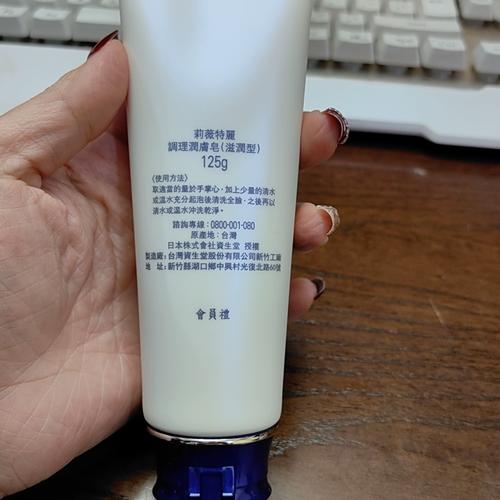 莉薇特麗
調理潤膚皂(滋潤型)
125g
〈使用方法〉
取適當的量於手掌心，加上少量的清水
或溫水充分起泡後清洗全臉，之後再以
清水或溫水沖洗乾淨。
諮詢專線：0800-001-080
原產地：台灣
日本株式會社資生堂 授權
製造廠：台灣資生堂股份有限公司新竹工廠
地　址：新竹縣湖口鄉中興村光復北路60號
會員禮